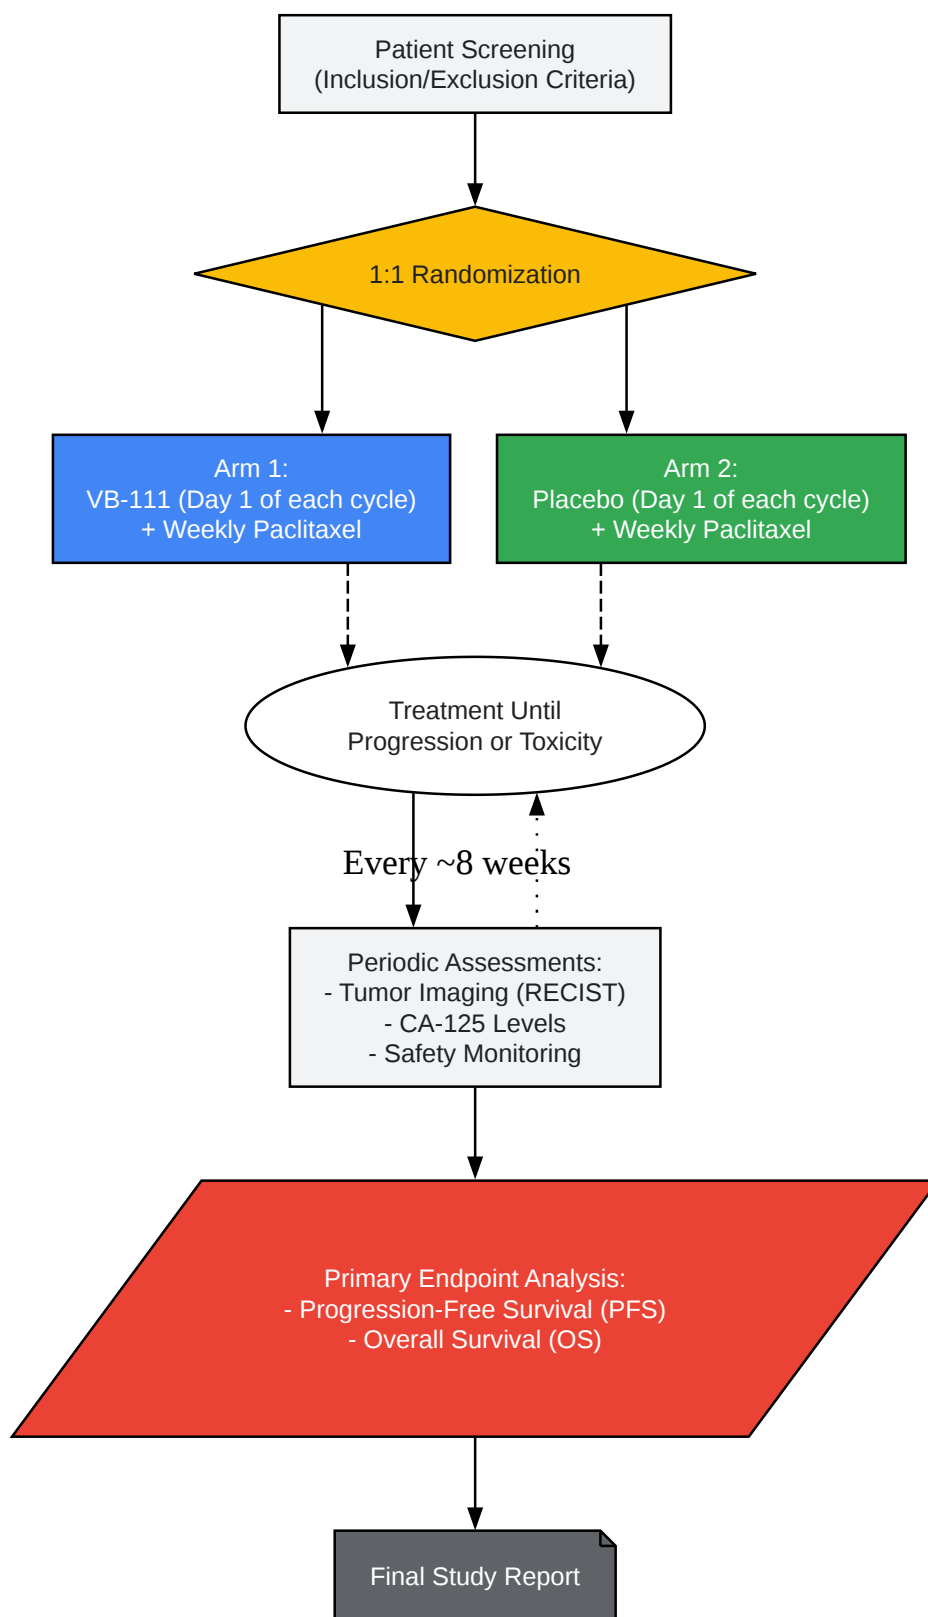 Patient Screening
(Inclusion/Exclusion Criteria)
1:1 Randomization
Arm 1:
VB-111 (Day 1 of each cycle)
+ Weekly Paclitaxel
Arm 2:
Placebo (Day 1 of each cycle)
+ Weekly Paclitaxel
Treatment Until
Progression or Toxicity
Every ~8 weeks
Periodic Assessments:
- Tumor Imaging (RECIST)
- CA-125 Levels
- Safety Monitoring
Primary Endpoint Analysis:
- Progression-Free Survival (PFS)
- Overall Survival (OS)
Final Study Report